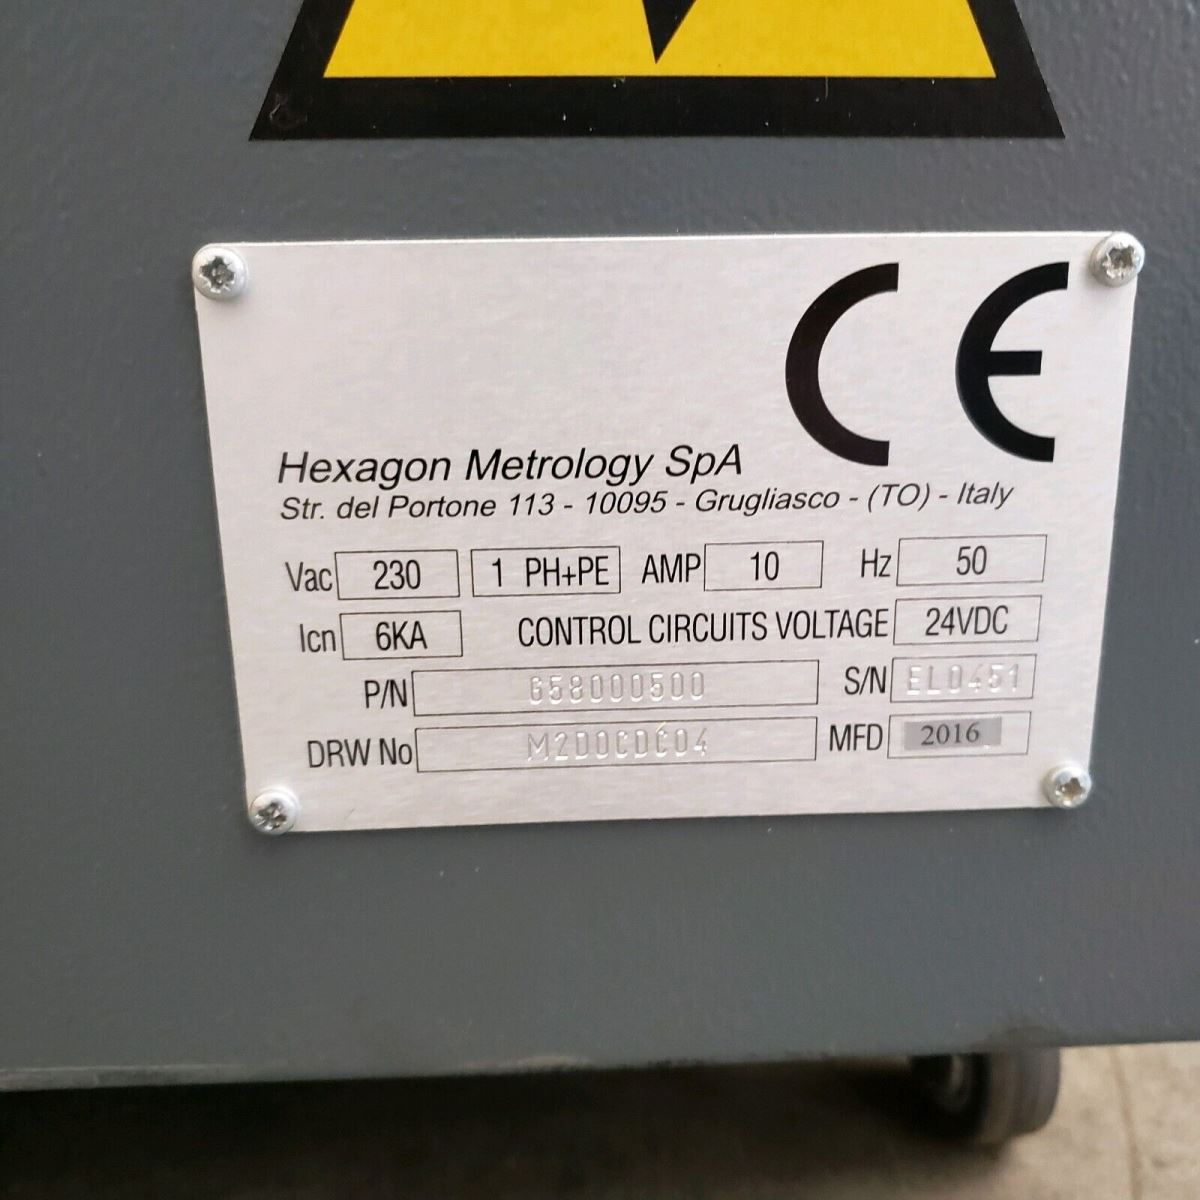 CE
Hexagon Metrology SpA
Str. del Portone 113 - 10095 - Grugliasco - (TO) - Italy
Vac 230 1 PH+PE AMP 10 Hz 50
Icn 6KA CONTROL CIRCUITS VOLTAGE 24VDC
P/N G58000500 S/N EL0451
DRW No M2D0CDC04 MFD 2016